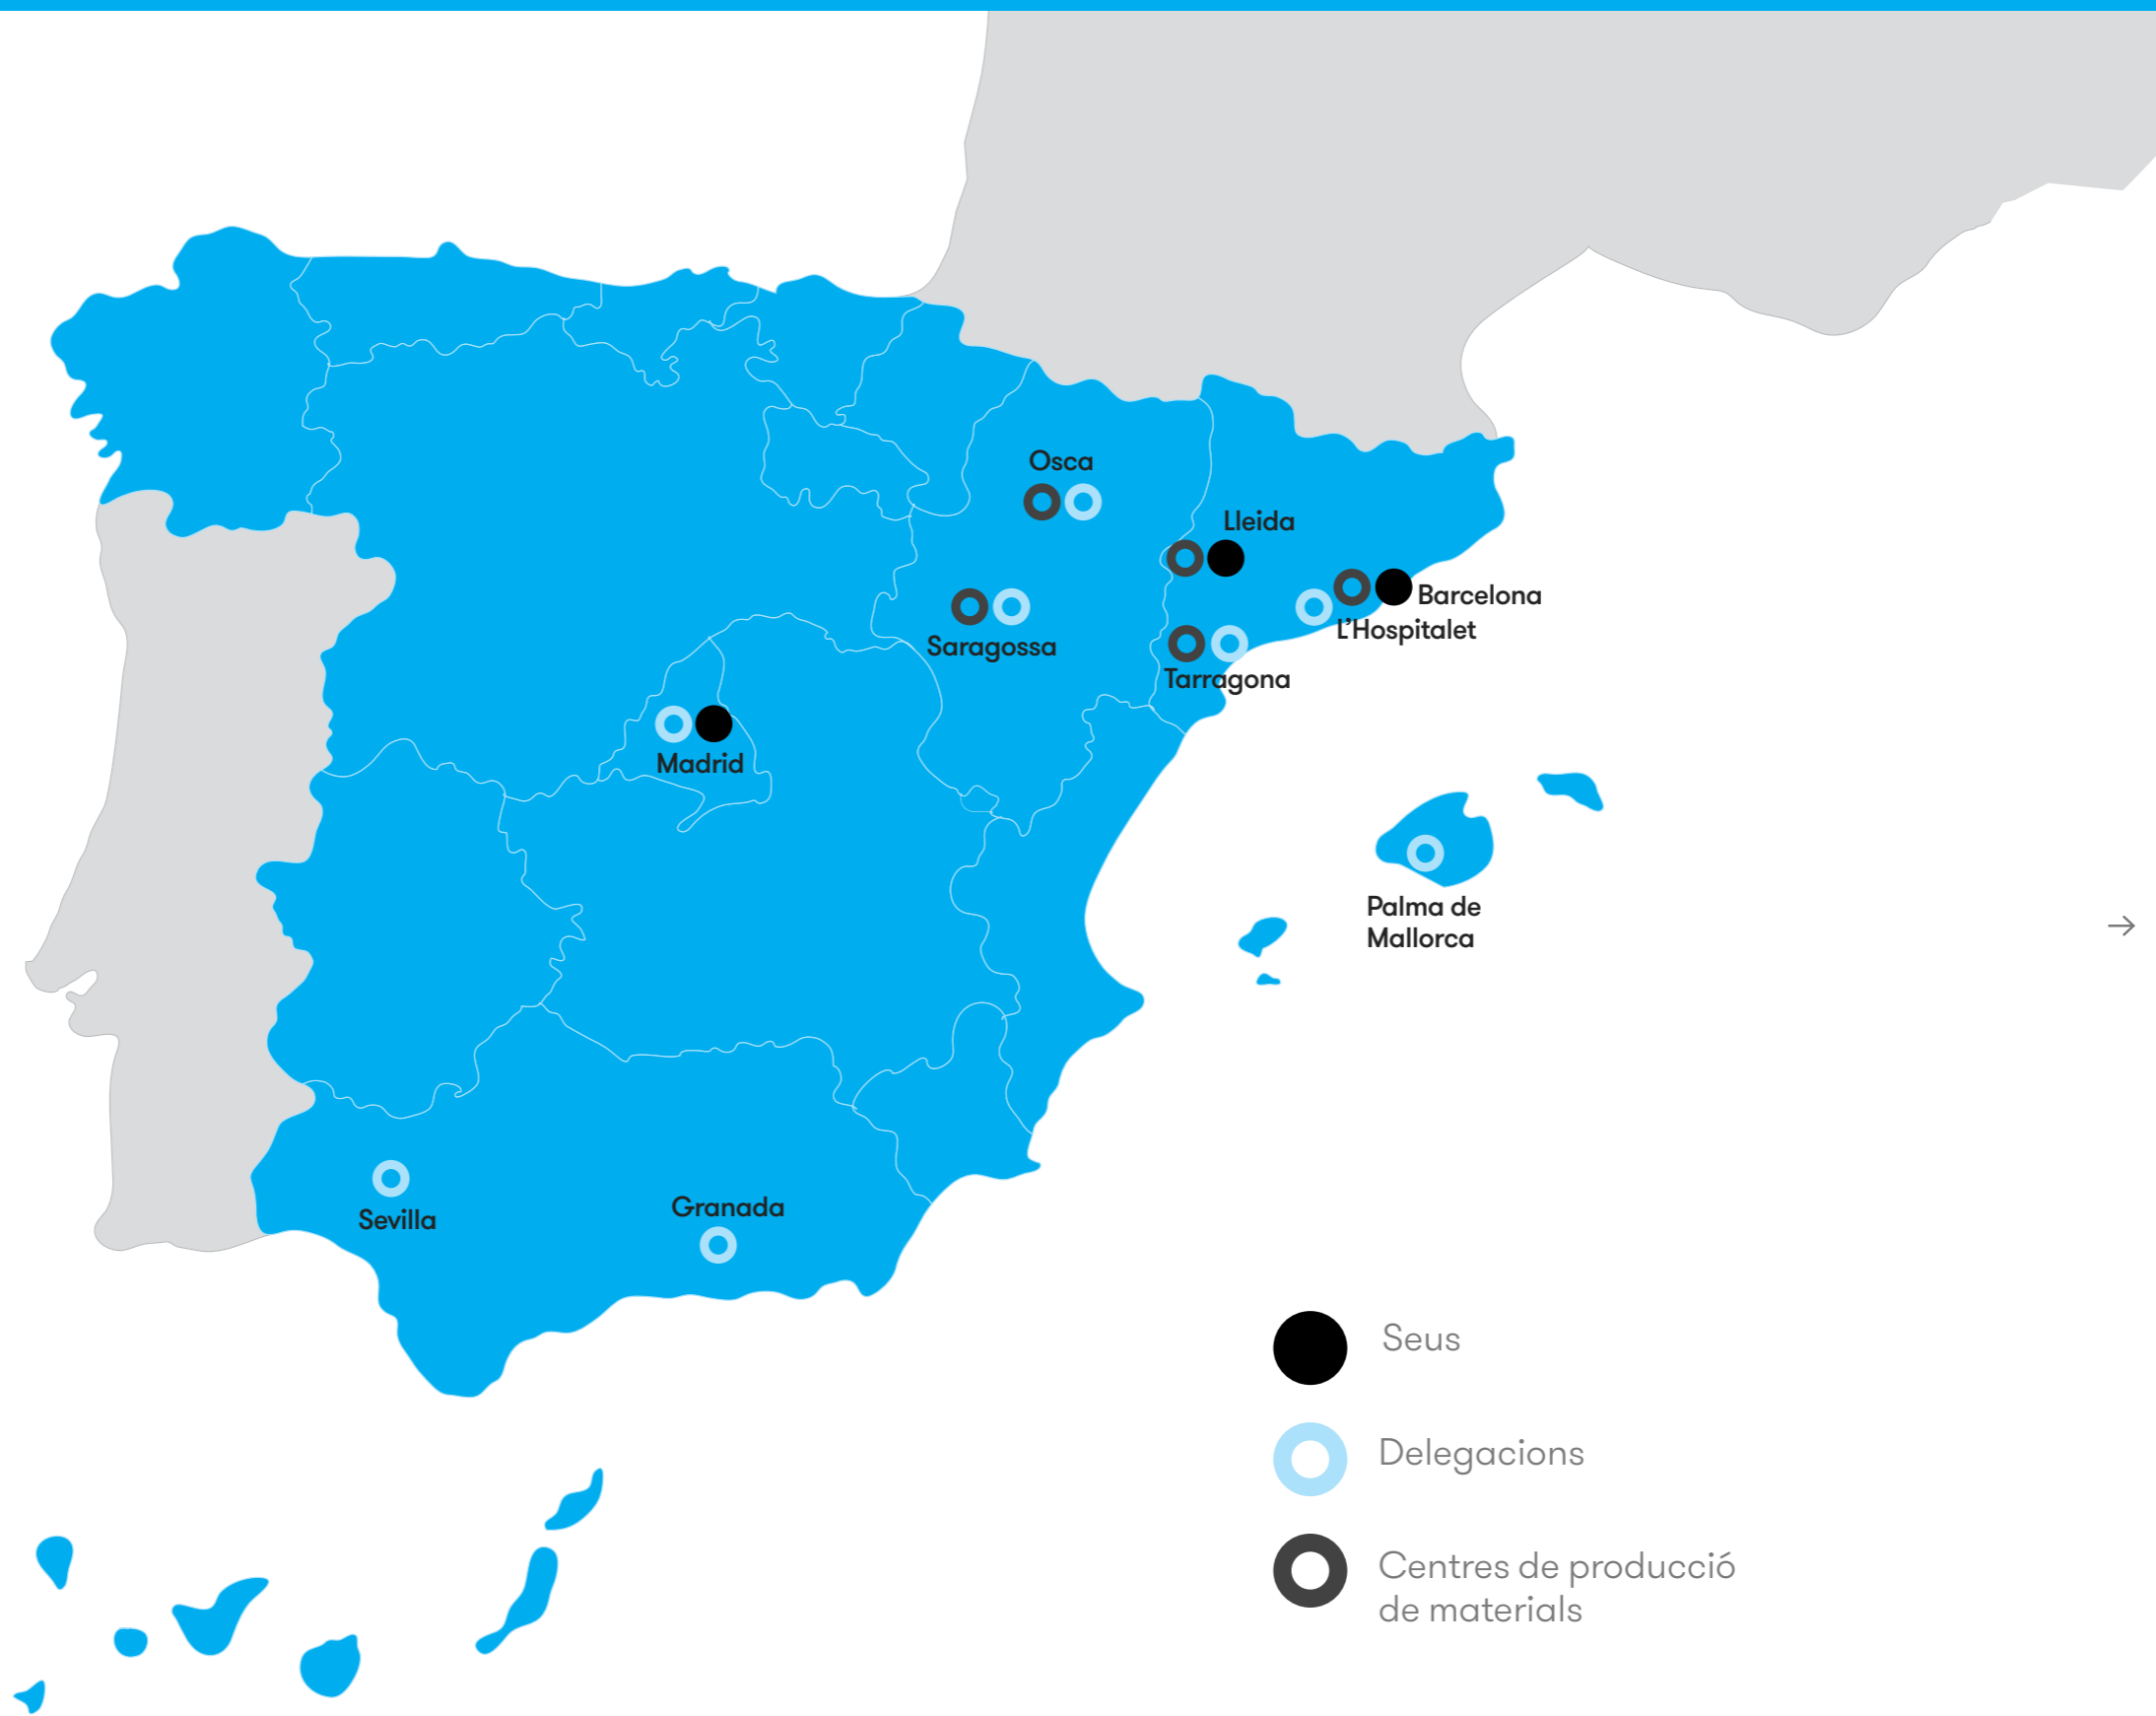 Osca
Lleida
Barcelona
L’Hospitalet
Saragossa
Tarragona
Madrid
Palma de
Mallorca
Sevilla
Granada
Seus
Delegacions
Centres de producció
de materials